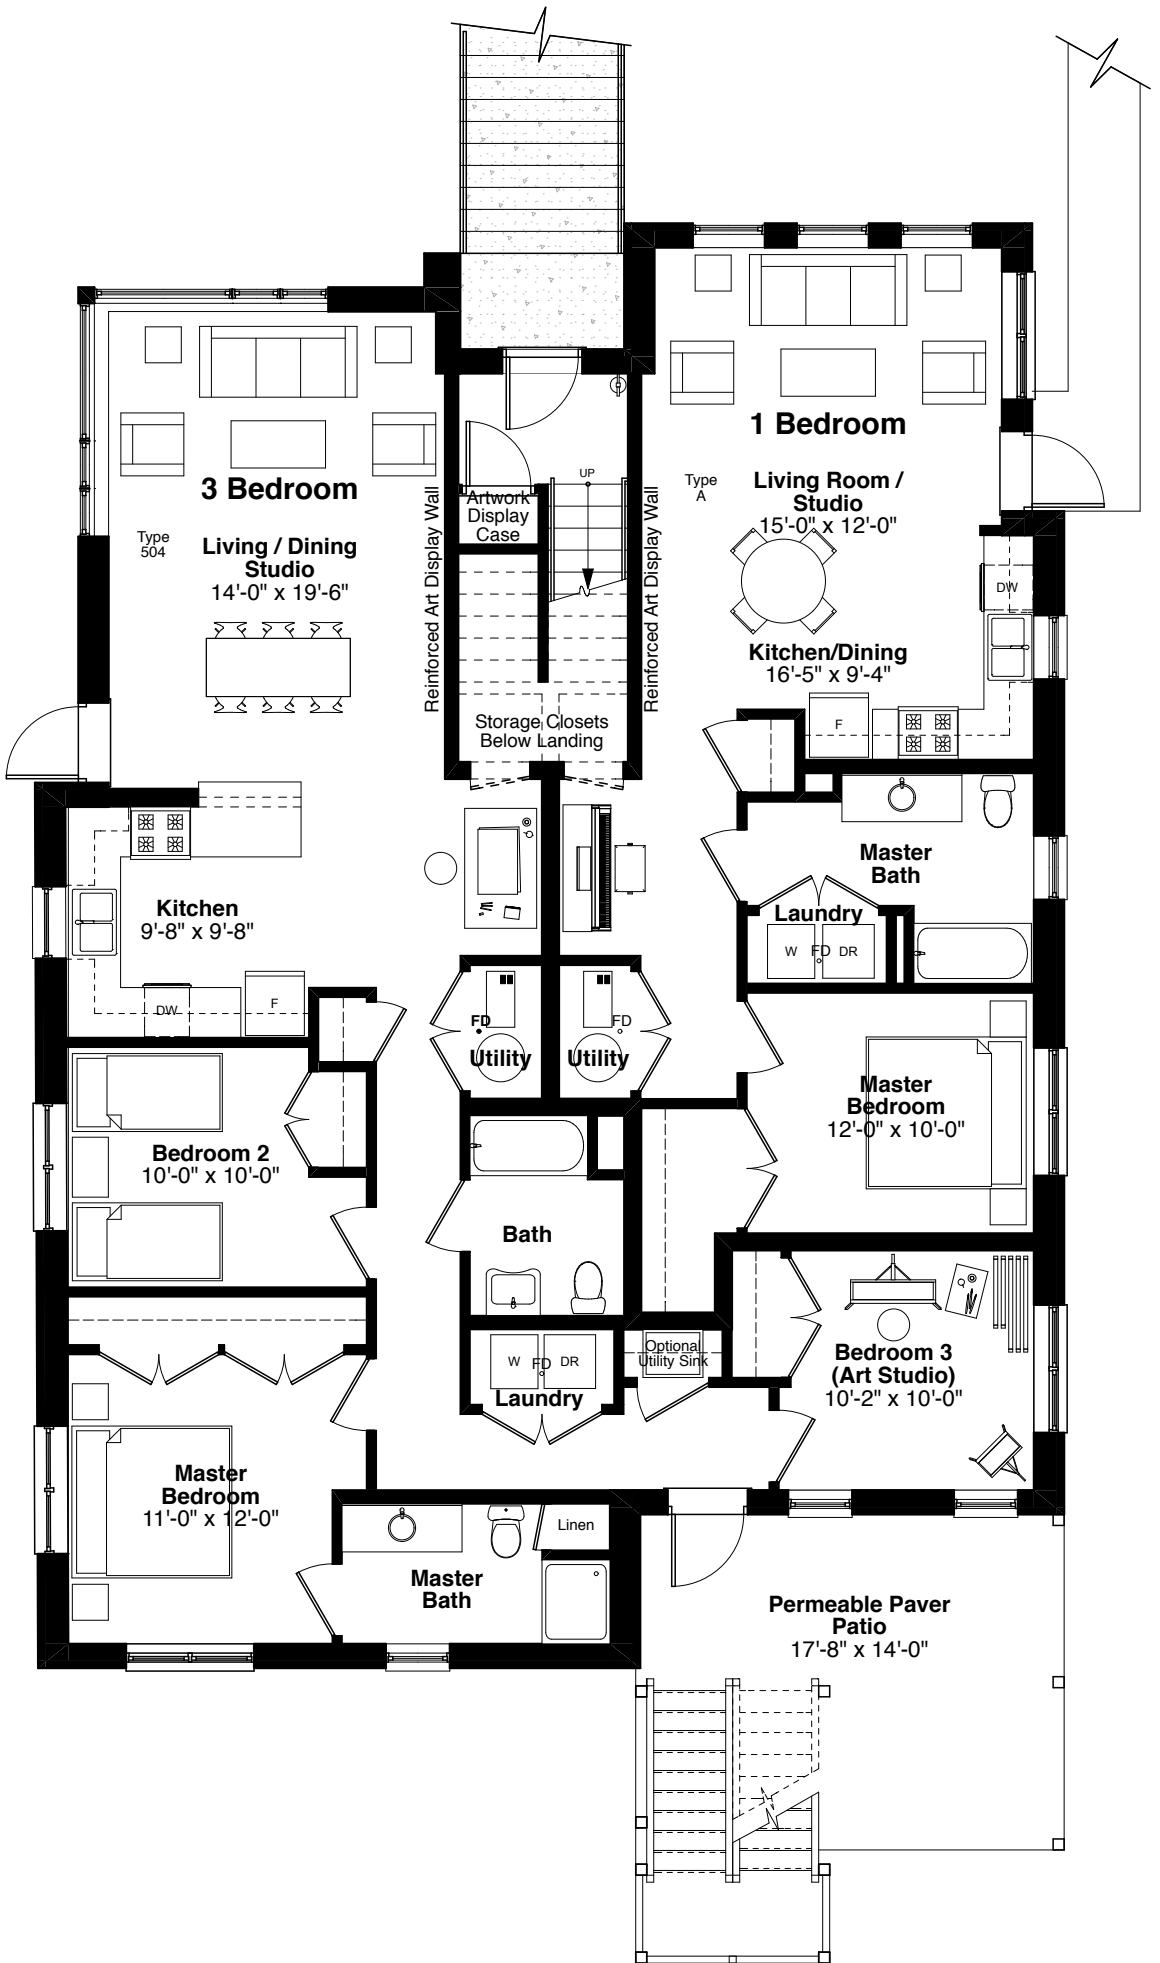 1 Bedroom
3 Bedroom
Type
A
Living Room /
Studio
15'-0" x 12'-0"
UP
Artwork
Display
Case
Reinforced Art Display Wall
Reinforced Art Display Wall
Type
504
Living / Dining
Studio
14'-0" x 19'-6"
DW
Kitchen/Dining
16'-5" x 9'-4"
F
Storage Closets
Below Landing
Master
Bath
Laundry
W
FD
DR
Kitchen
9'-8" x 9'-8"
DW
F
FD
Utility
FD
Utility
Master
Bedroom
12'-0" x 10'-0"
Bedroom 2
10'-0" x 10'-0"
Bath
Optional
Utility Sink
W
FD
DR
Laundry
Bedroom 3
(Art Studio)
10'-2" x 10'-0"
Master
Bedroom
11'-0" x 12'-0"
Linen
Master
Bath
Permeable Paver
Patio
17'-8" x 14'-0"